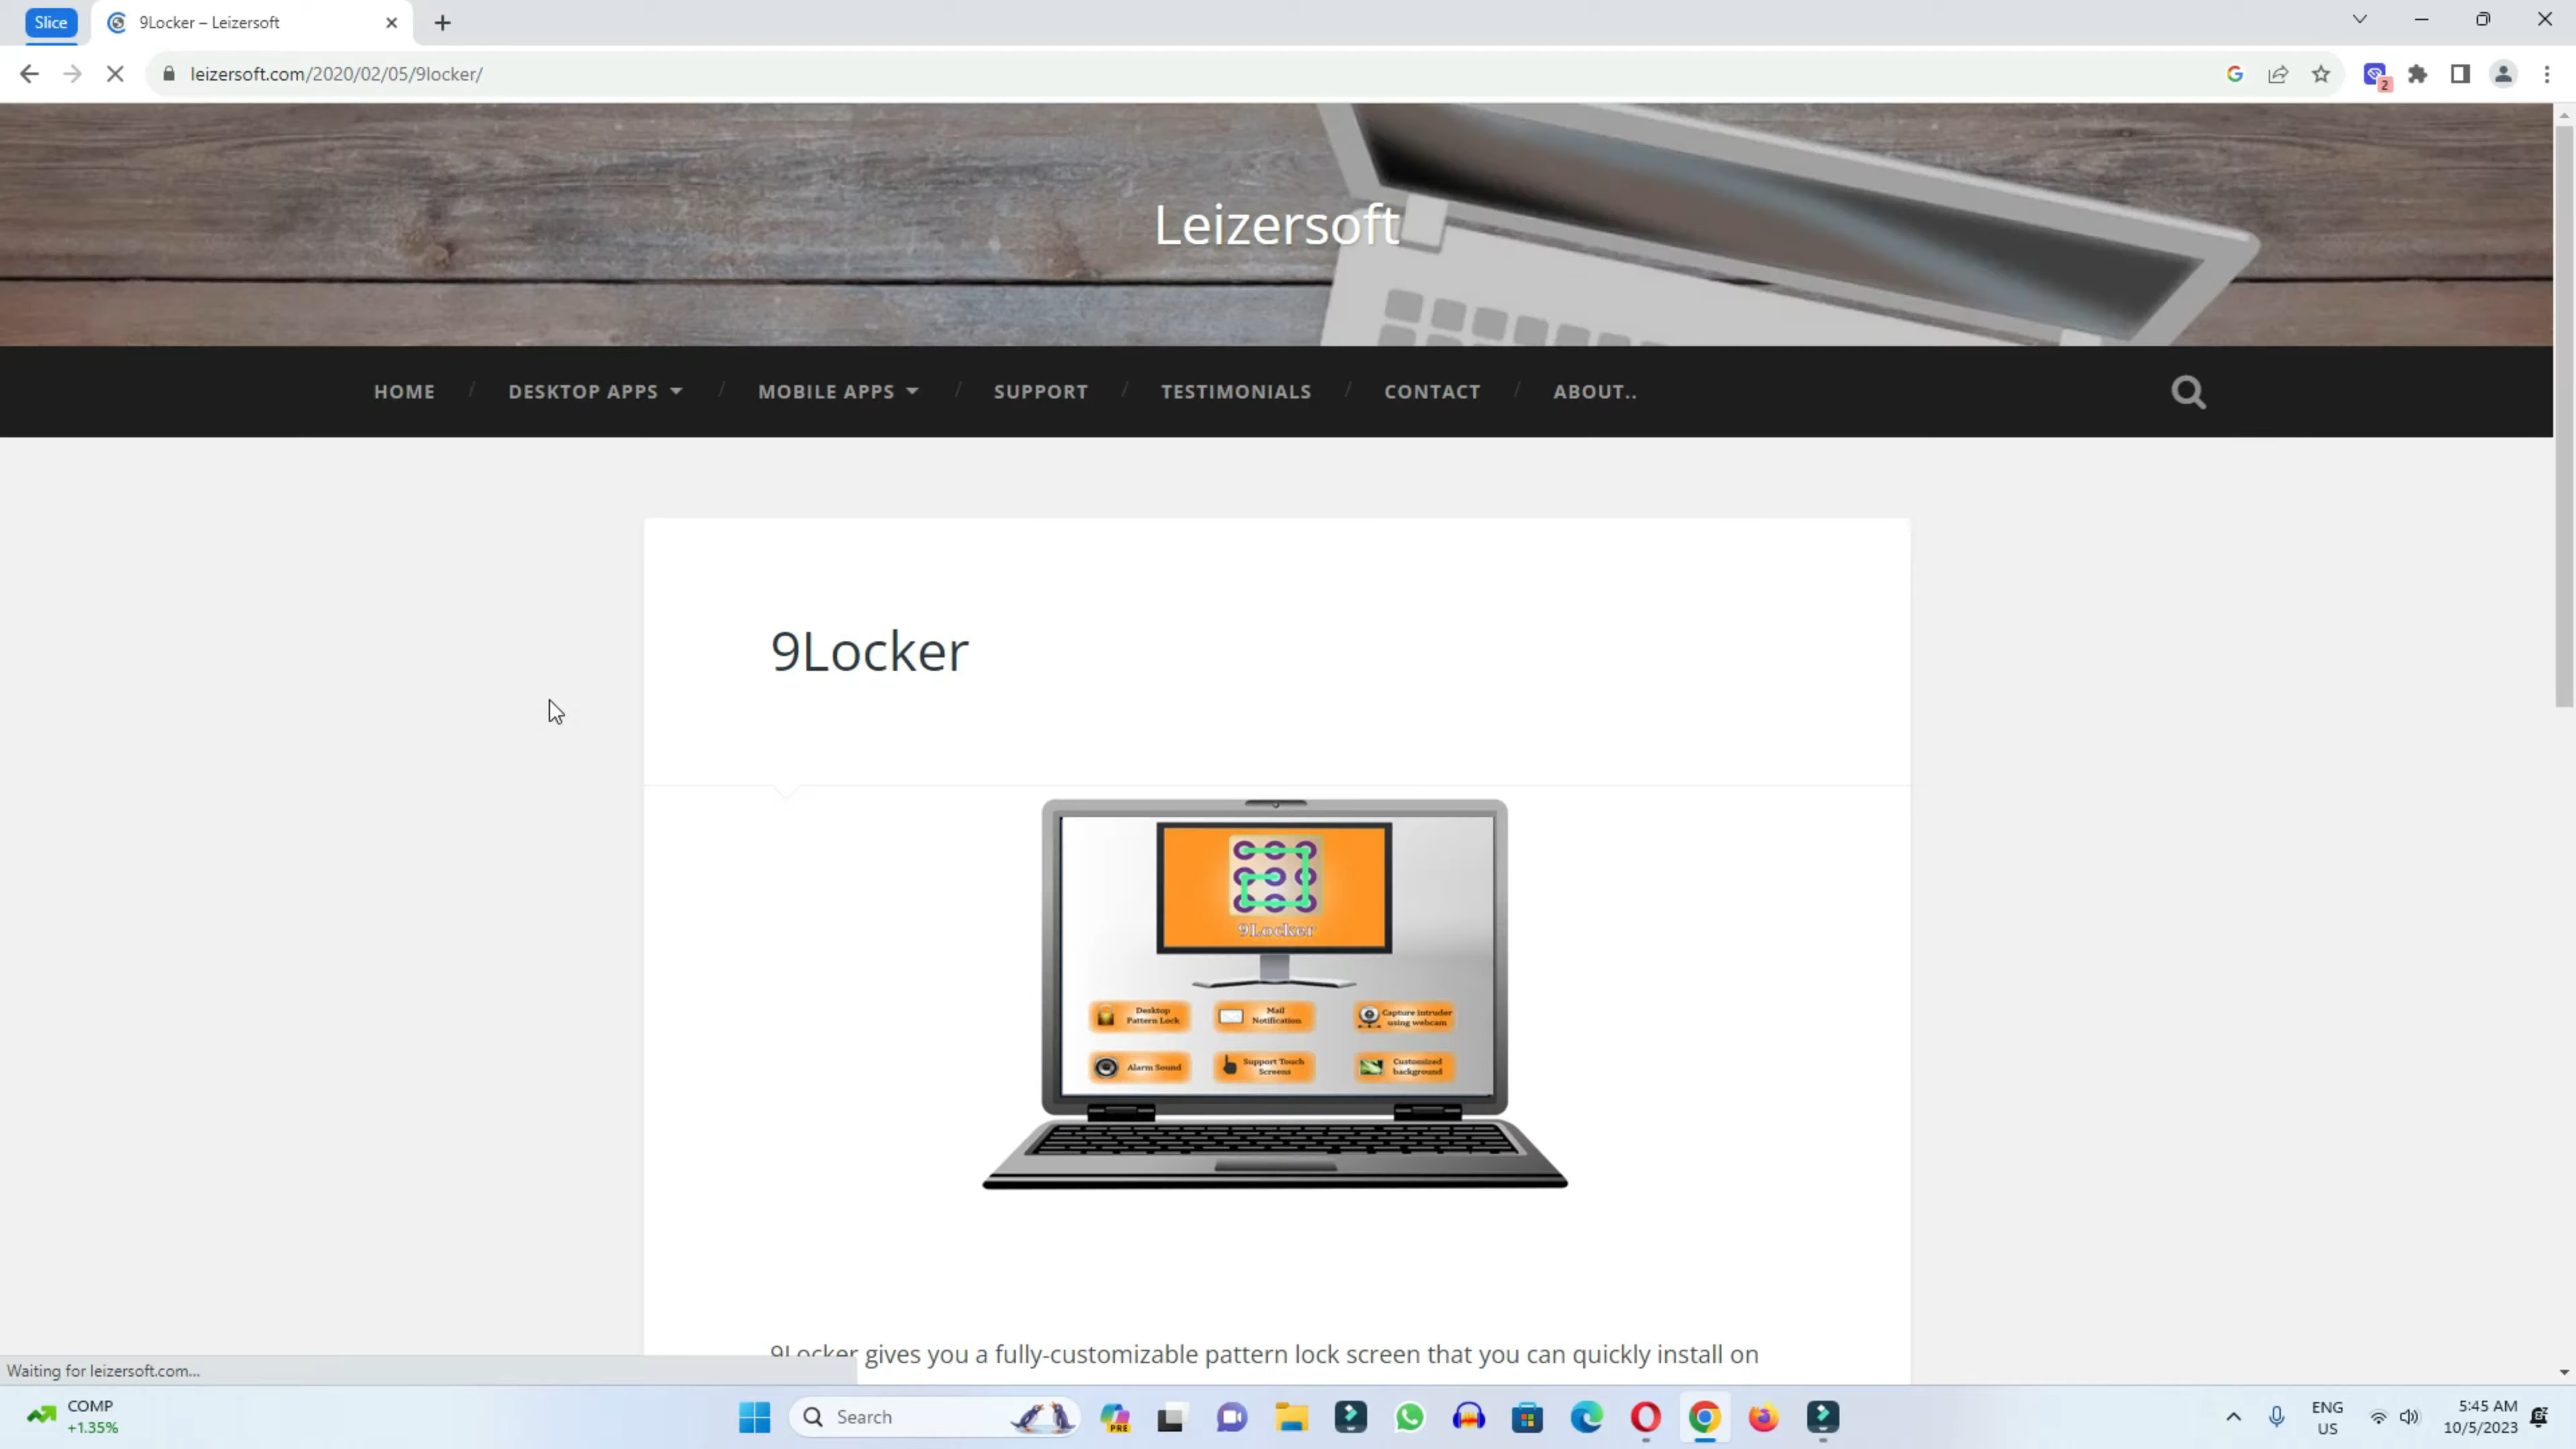 Slice
9Locker – Leizersoft
leizersoft.com/2020/02/05/9locker/
2
Leizersoft
HOME / DESKTOP APPS / MOBILE APPS / SUPPORT / TESTIMONIALS / CONTACT / ABOUT..
9Locker
9Locker
Desktop Pattern Lock
Mail Notification
Capture intruder using webcam
Alarm Sound
Support Touch Screens
Customized background
9Locker gives you a fully-customizable pattern lock screen that you can quickly install on
Waiting for leizersoft.com...
COMP
+1.35%
Search
PRE
ENG
US
5:45 AM
10/5/2023